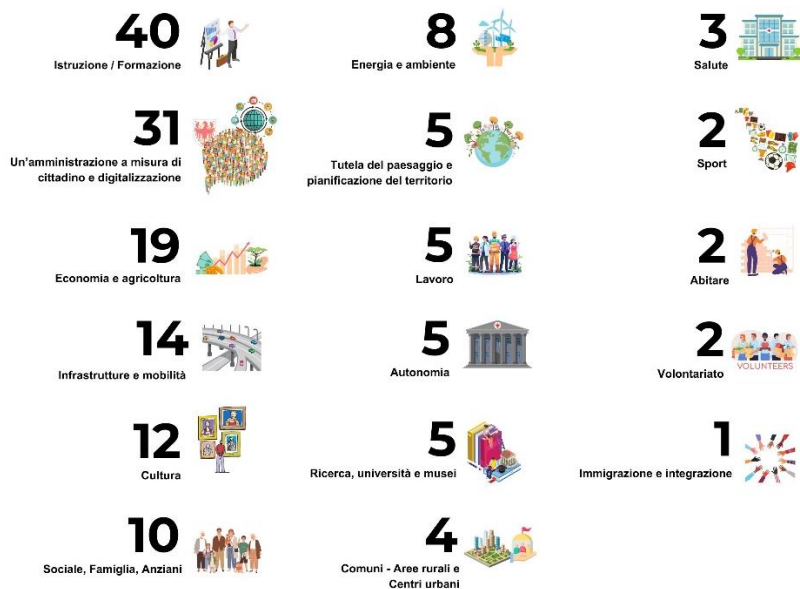 40
Istruzione / Formazione
31
Un'amministrazione a misura di
cittadino e digitalizzazione
19
Economia e agricoltura
14
Infrastrutture e mobilità
12
Cultura
10
Sociale, Famiglia, Anziani
8
Energia e ambiente
5
Tutela del paesaggio e
pianificazione del territorio
5
Lavoro
5
Autonomia
5
Ricerca, università e musei
4
Comuni - Aree rurali e
Centri urbani
3
Salute
2
Sport
2
Abitare
2
Volontariato
VOLUNTEERS
1
Immigrazione e integrazione